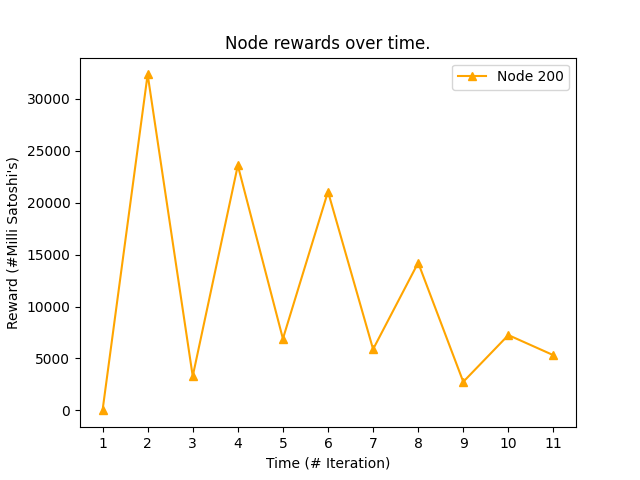 Node rewards over time.
Node 200
Reward (#Milli Satoshi's)
30000
25000
20000
15000
10000
5000
0
1 2 3 4 5 6 7 8 9 10 11
Time (# Iteration)